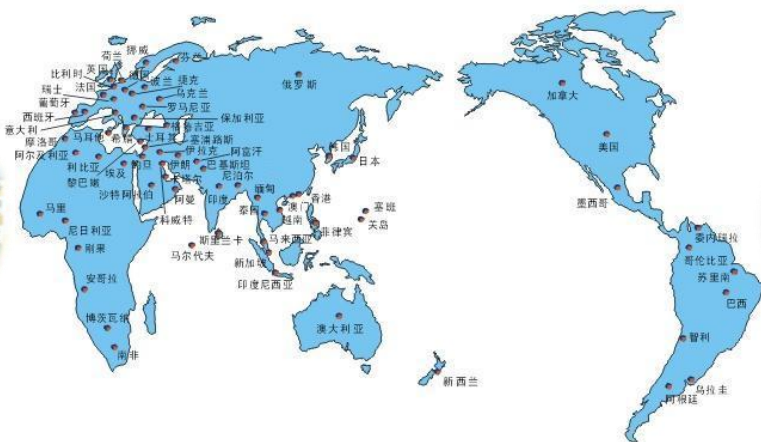 挪威
荷兰
芬兰
英国
比利时
德国
波兰
捷克
法国
瑞士
乌克兰
葡萄牙
罗马尼亚
西班牙
保加利亚
意大利
格鲁吉亚
摩洛哥
马耳他
希腊
土耳其
塞浦路斯
阿尔及利亚
伊拉克
阿富汗
利比亚
埃及
约旦
伊朗
巴基斯坦
黎巴嫩
卡塔尔
尼泊尔
沙特阿拉伯
阿曼
印度
缅甸
香港
科威特
泰国
澳门
越南
塞班
关岛
菲律宾
马里
尼日利亚
刚果
斯里兰卡
马来西亚
马尔代夫
新加坡
印度尼西亚
安哥拉
博茨瓦纳
南非
俄罗斯
韩国
日本
澳大利亚
新西兰
加拿大
美国
墨西哥
委内瑞拉
哥伦比亚
苏里南
巴西
智利
乌拉圭
阿根廷